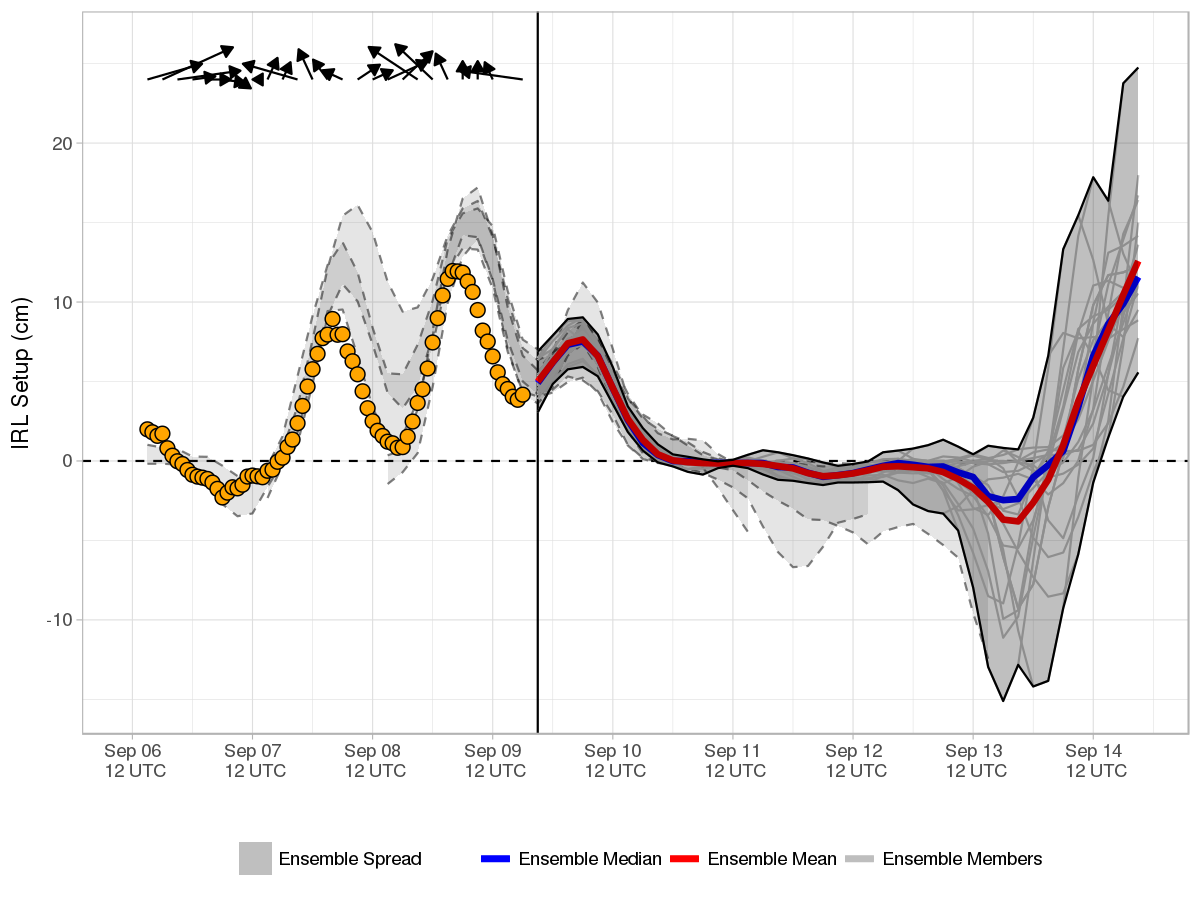 IRL Setup (cm)
20
10
0
-10
Sep 06
12 UTC
Sep 07
12 UTC
Sep 08
12 UTC
Sep 09
12 UTC
Sep 10
12 UTC
Sep 11
12 UTC
Sep 12
12 UTC
Sep 13
12 UTC
Sep 14
12 UTC
Ensemble Spread
Ensemble Median
Ensemble Mean
Ensemble Members